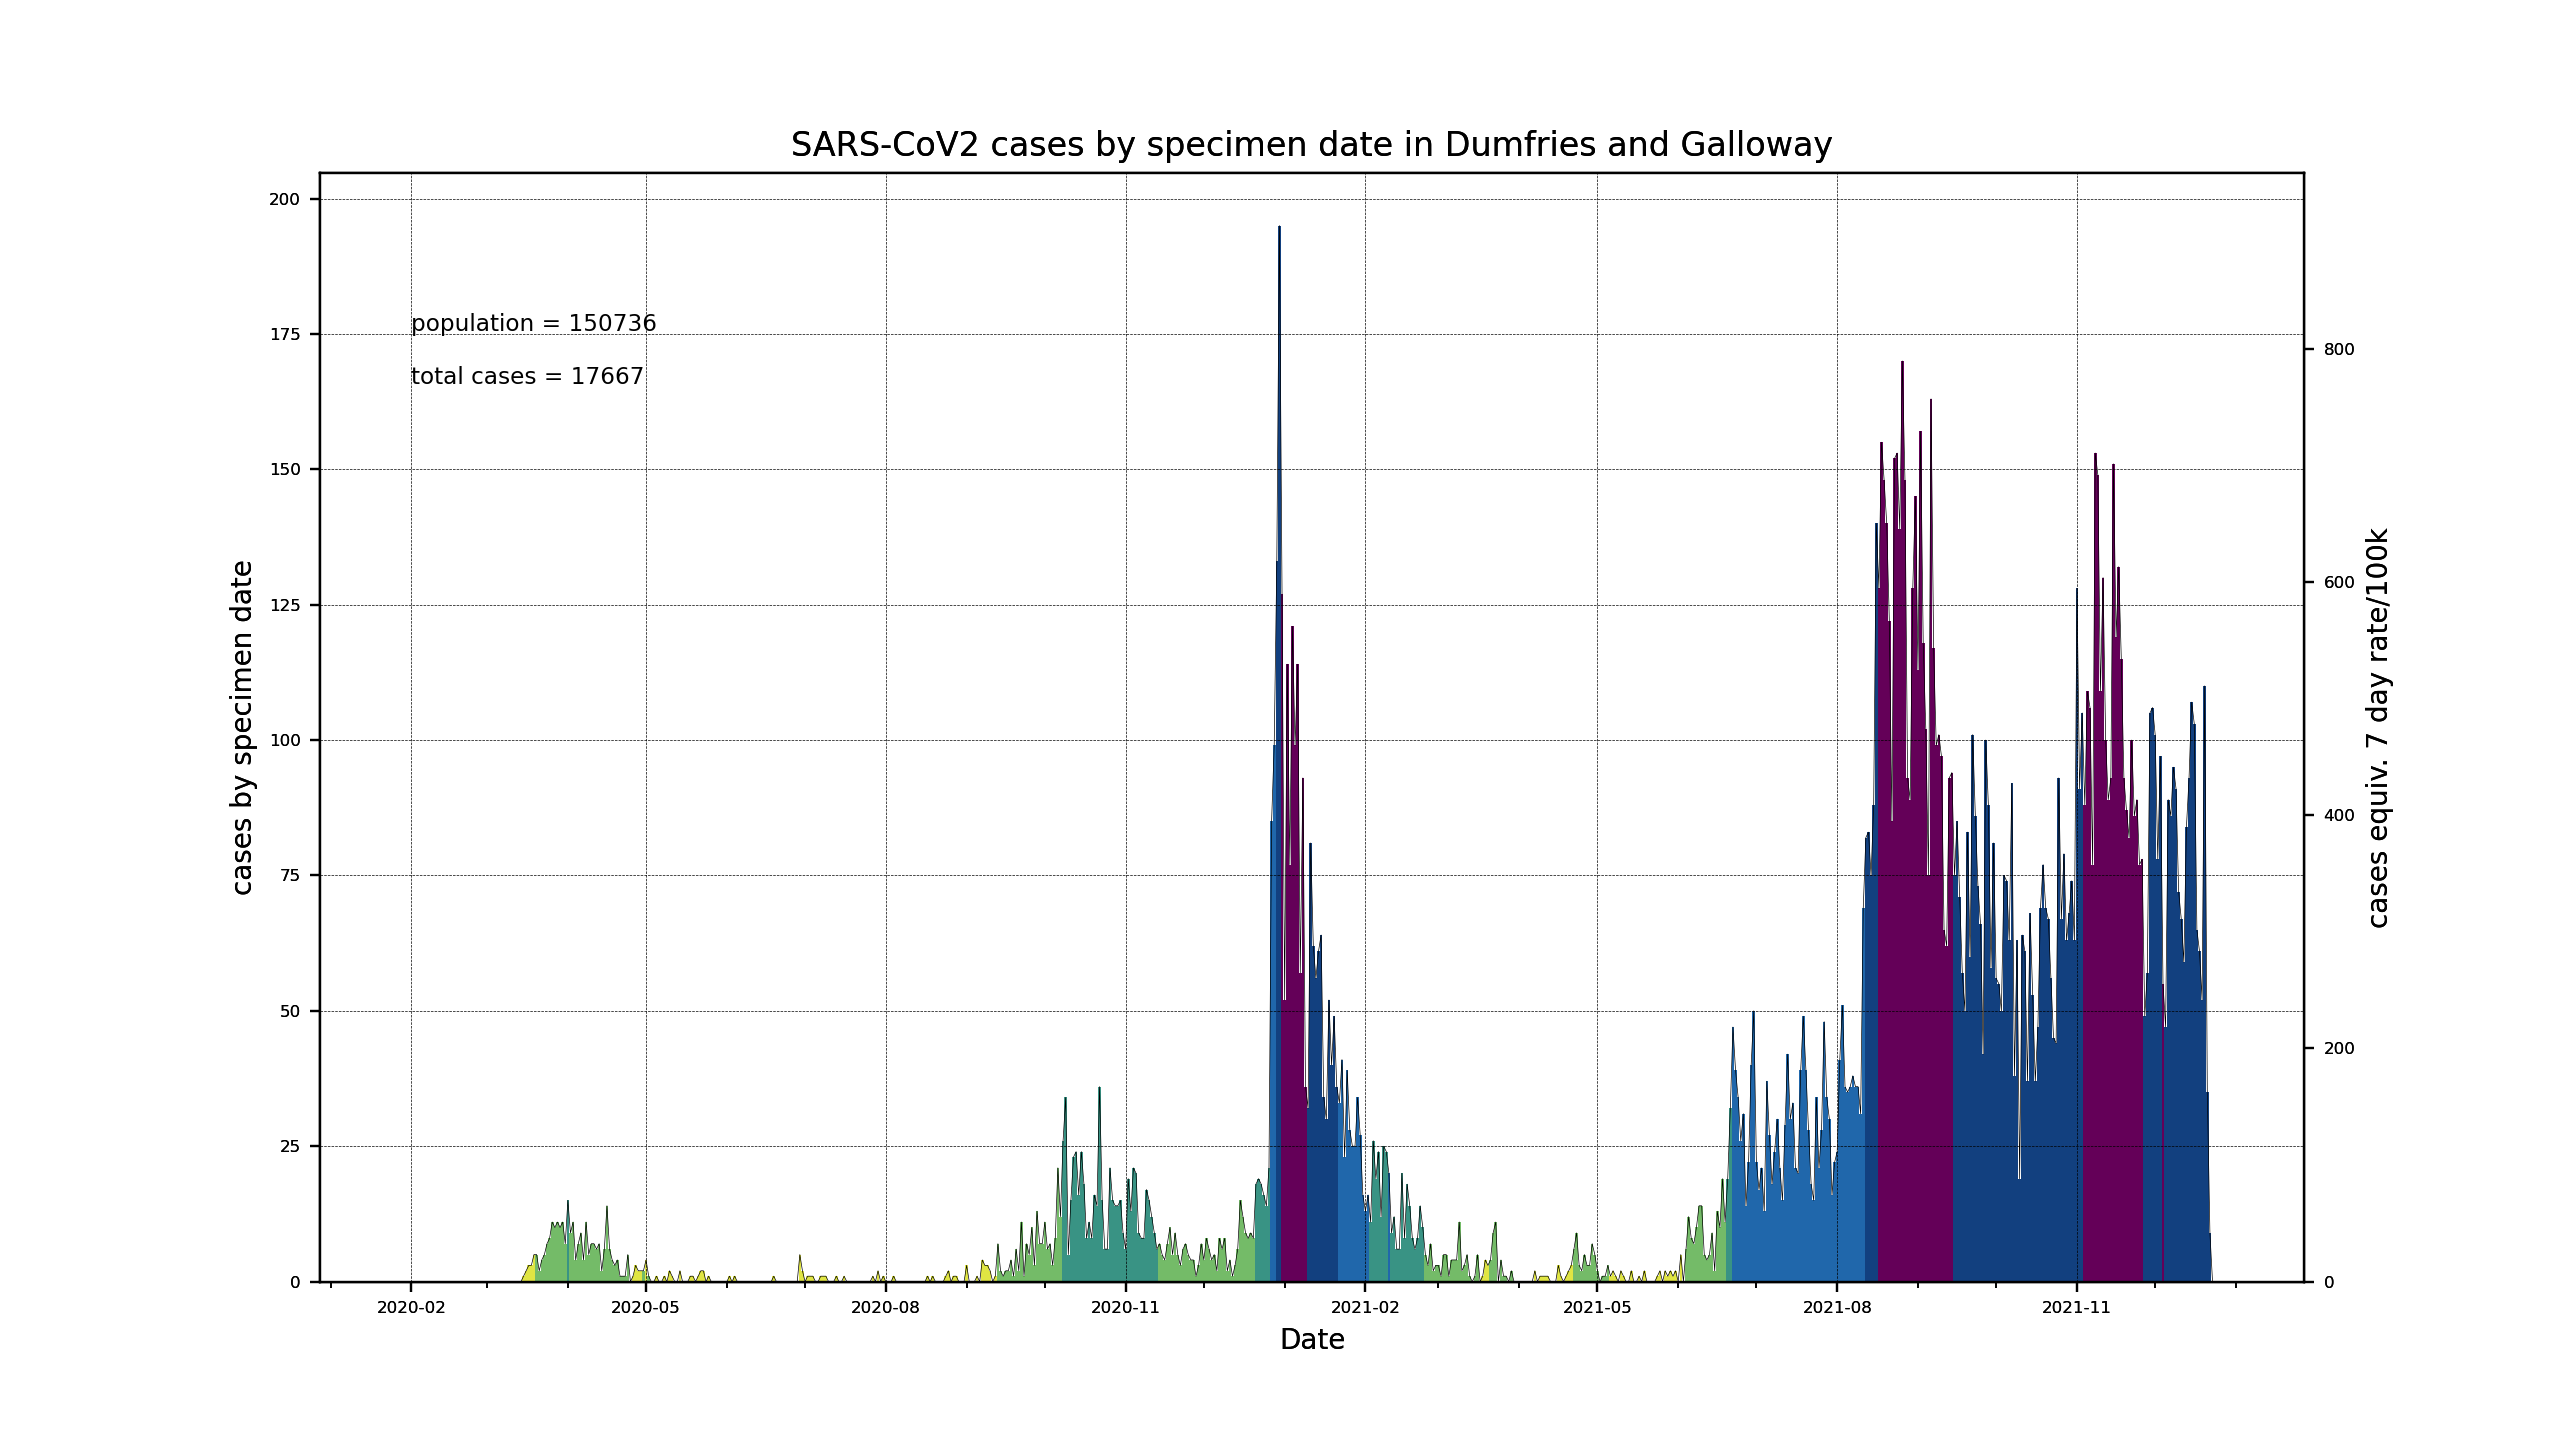 SARS-CoV2 cases by specimen date in Dumfries and Galloway
population = 150736
total cases = 17667
cases by specimen date
200
175
150
125
100
75
50
25
0
800
600
400
200
0
cases equiv. 7 day rate/100k
2020-02 2020-05 2020-08 2020-11 2021-02 2021-05 2021-08 2021-11
Date